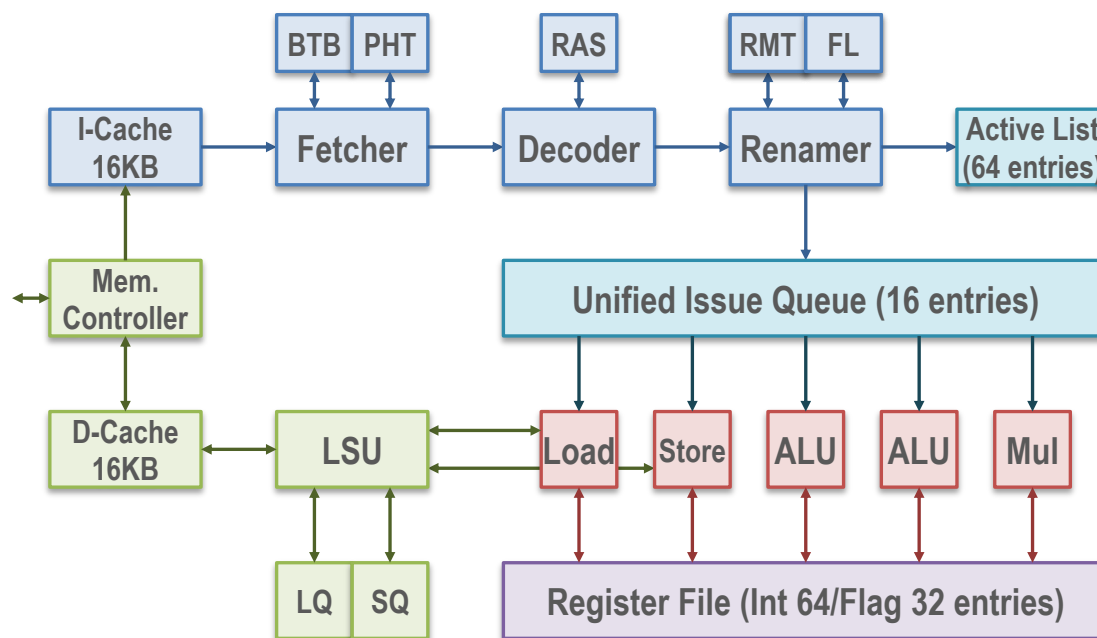 BTB PHT
RAS
RMT FL
I-Cache
16KB
Fetcher
Decoder
Renamer
Active List
(64 entries)
Mem.
Controller
Unified Issue Queue (16 entries)
D-Cache
16KB
LSU
Load
Store
ALU
ALU
Mul
LQ SQ
Register File (Int 64/Flag 32 entries)